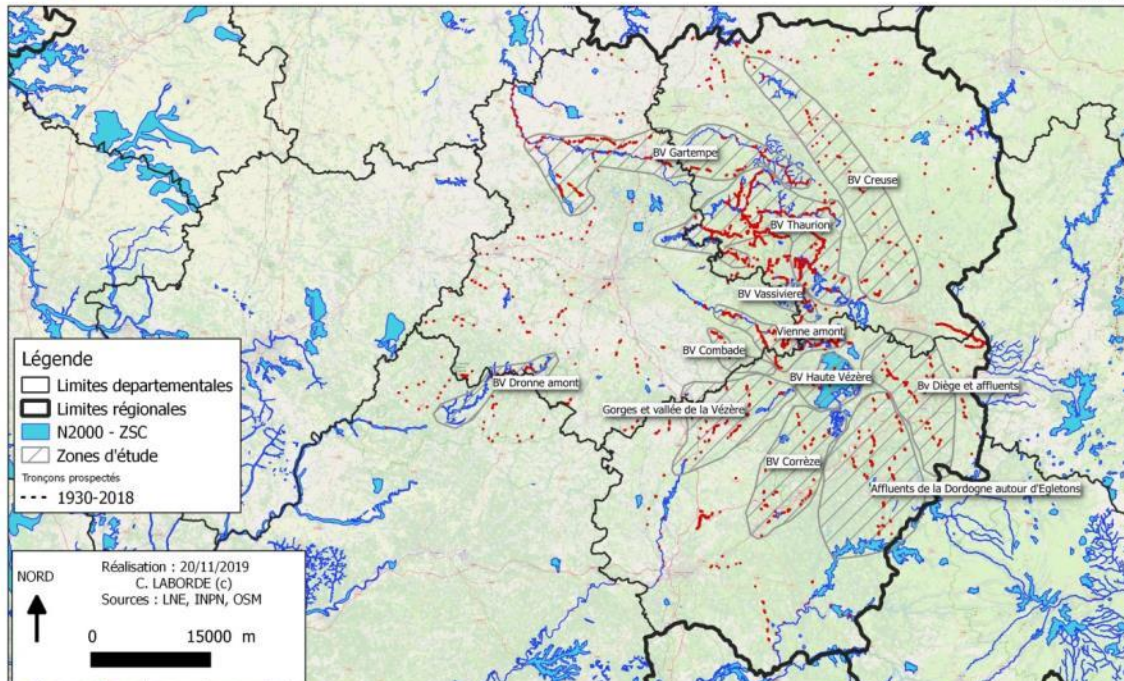 BV Gartempe
BV Creuse
BV Thaurion
BV Vassiviere
Vienne amont
BV Combade
BV Haute Vézère
Bv Diège et affluents
BV Dronne amont
Gorges et vallée de la Vézère
BV Corrèze
Affluents de la Dordogne autour d'Egletons
Légende
Limites departementales
Limites régionales
N2000 - ZSC
Zones d'étude
Tronçons prospectés
1930-2018
NORD
Réalisation : 20/11/2019
C. LABORDE (c)
Sources : LNE, INPN, OSM
0 15000 m